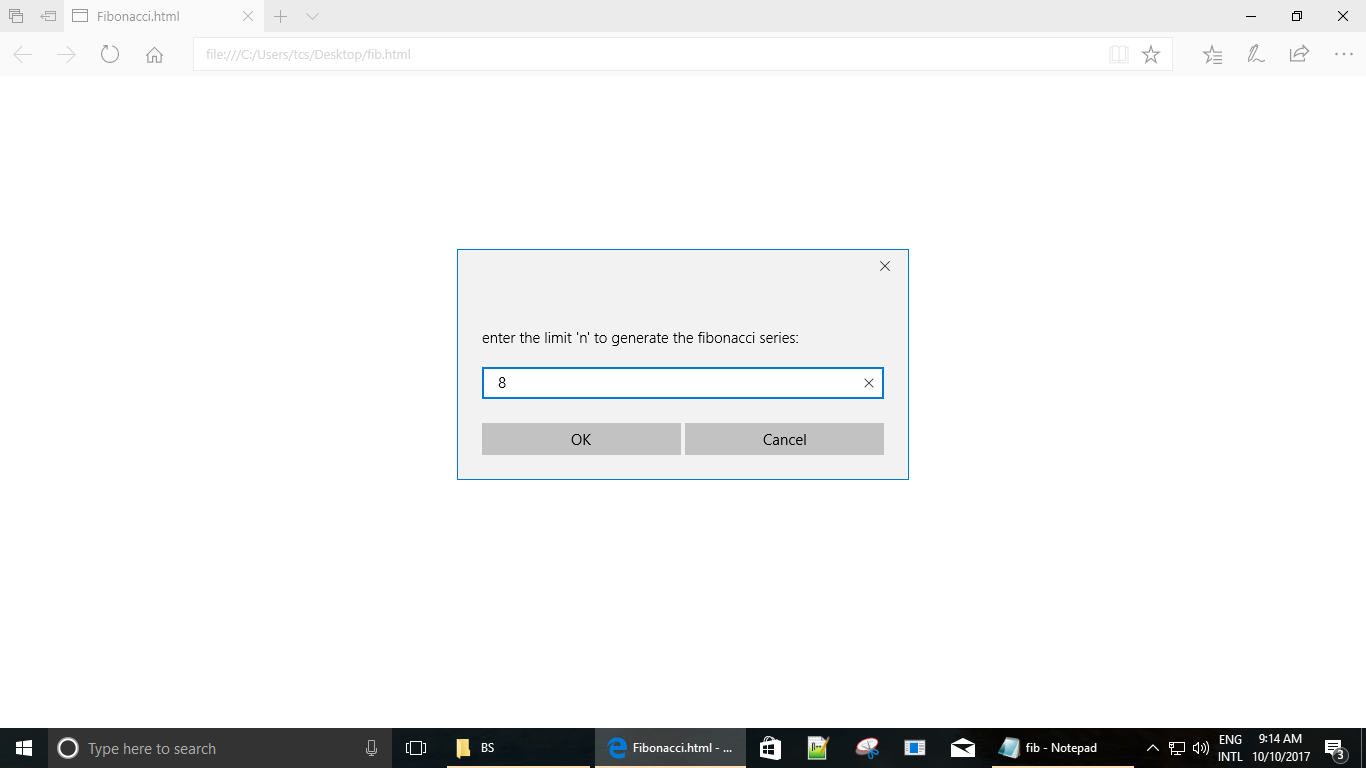 Fibonacci.html
file:///C:/Users/tcs/Desktop/fib.html
enter the limit 'n' to generate the fibonacci series:
8
OK
Cancel
Type here to search
BS
Fibonacci.html - ...
fib - Notepad
ENG
INTL
9:14 AM
10/10/2017
3